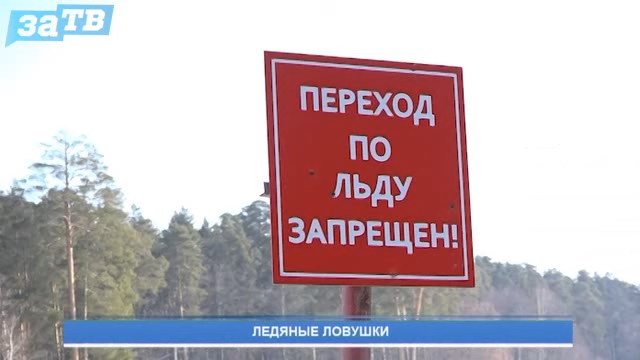 заТВ
ПЕРЕХОД
ПО
ЛЬДУ
ЗАПРЕЩЕН!
ЛЕДЯНЫЕ ЛОВУШКИ